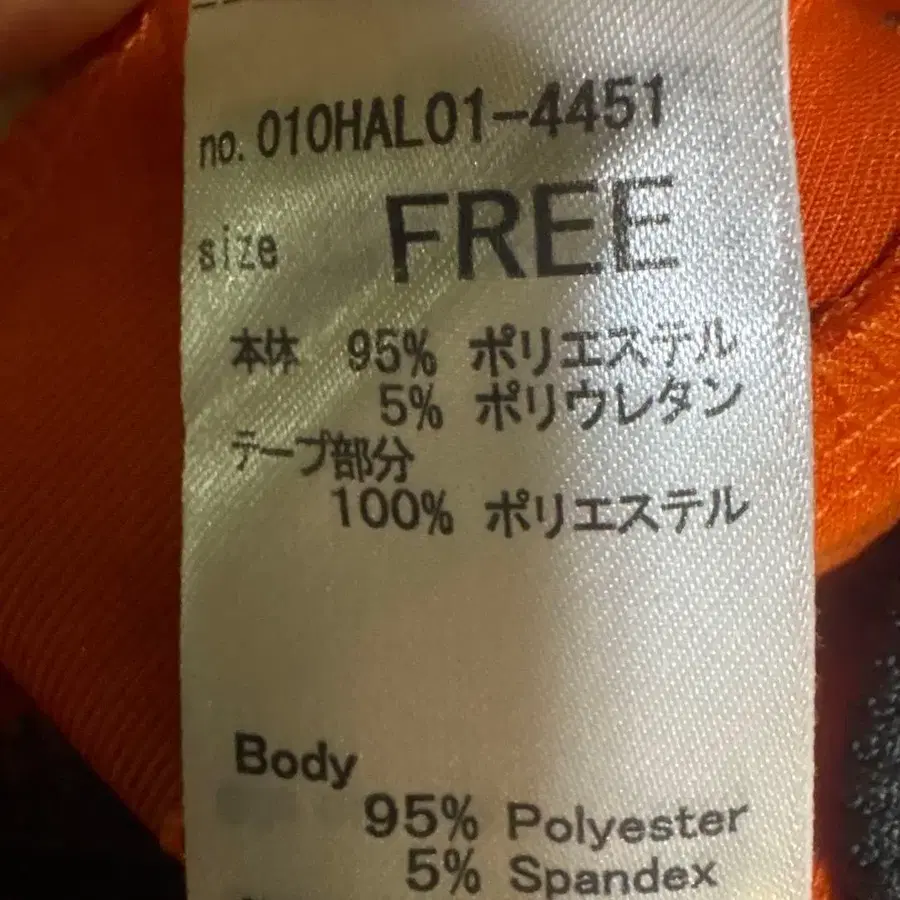 no. 010HAL01-4451
size FREE
本体 95% ポリエステル
5% ポリウレタン
テープ部分
100% ポリエステル
Body
95% Polyester
5% Spandex